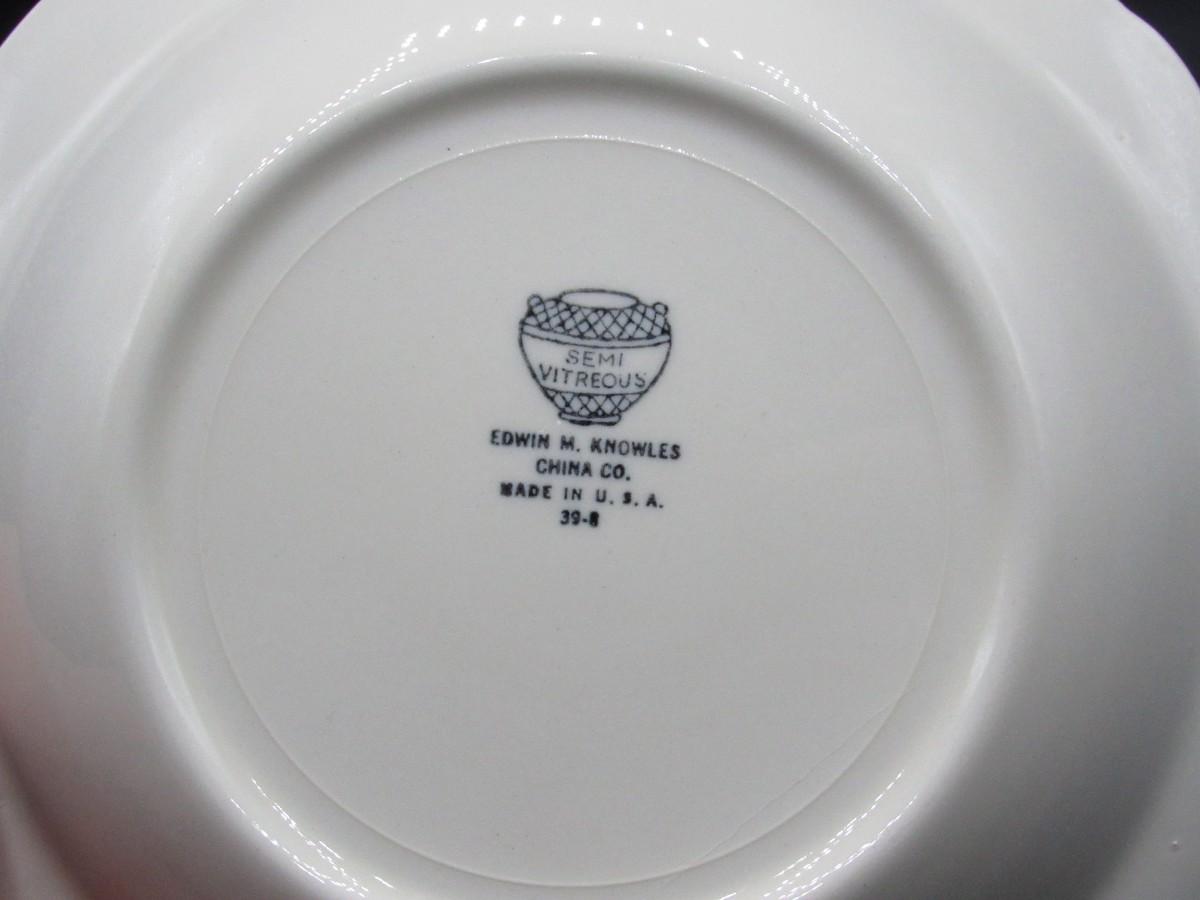 SEMI
VITREOUS
EDWIN M. KNOWLES
CHINA CO.
MADE IN U. S. A.
39-8